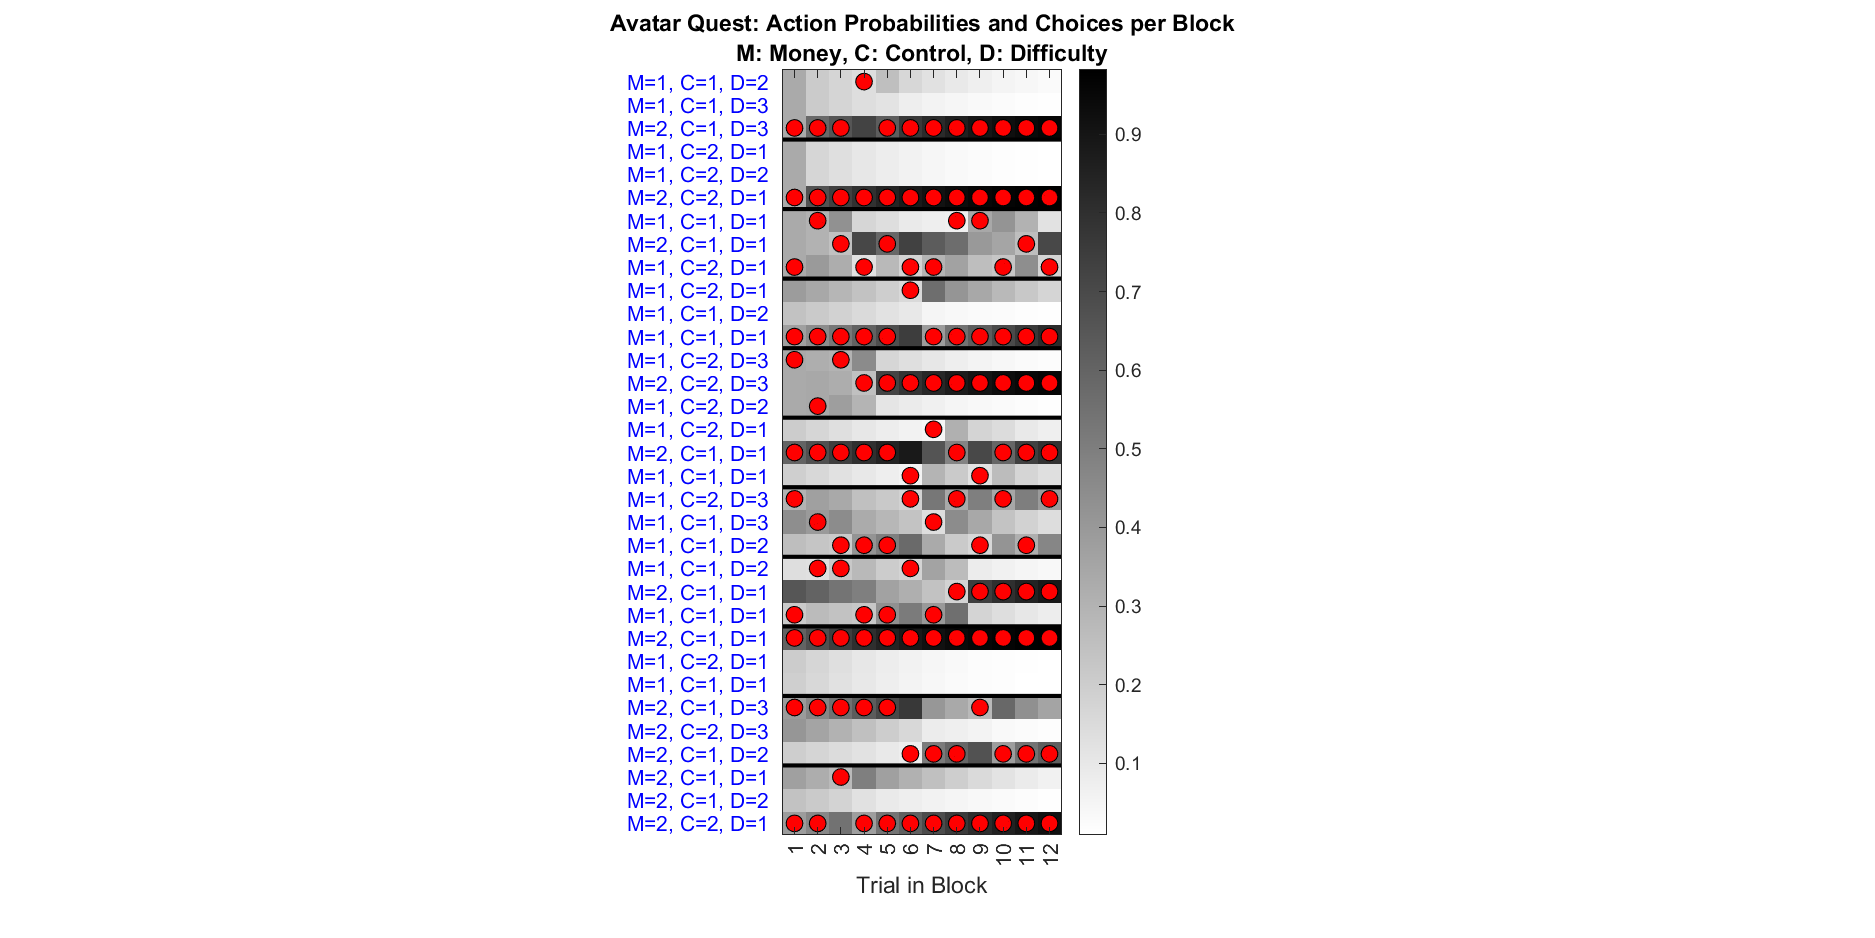 Avatar Quest: Action Probabilities and Choices per Block
M: Money, C: Control, D: Difficulty
M=1, C=1, D=2
M=1, C=1, D=3
M=2, C=1, D=3
M=1, C=2, D=1
M=1, C=2, D=2
M=2, C=2, D=1
M=1, C=1, D=1
M=2, C=1, D=1
M=1, C=2, D=1
M=1, C=2, D=1
M=1, C=1, D=2
M=1, C=1, D=1
M=1, C=2, D=3
M=2, C=2, D=3
M=1, C=2, D=2
M=1, C=2, D=1
M=2, C=1, D=1
M=1, C=1, D=1
M=1, C=2, D=3
M=1, C=1, D=3
M=1, C=1, D=2
M=1, C=1, D=2
M=2, C=1, D=1
M=1, C=1, D=1
M=2, C=1, D=1
M=1, C=2, D=1
M=1, C=1, D=1
M=2, C=1, D=3
M=2, C=2, D=3
M=2, C=1, D=2
M=2, C=1, D=1
M=2, C=1, D=2
M=2, C=2, D=1
0.9
0.8
0.7
0.6
0.5
0.4
0.3
0.2
0.1
1 2 3 4 5 6 7 8 9 10 11 12
Trial in Block